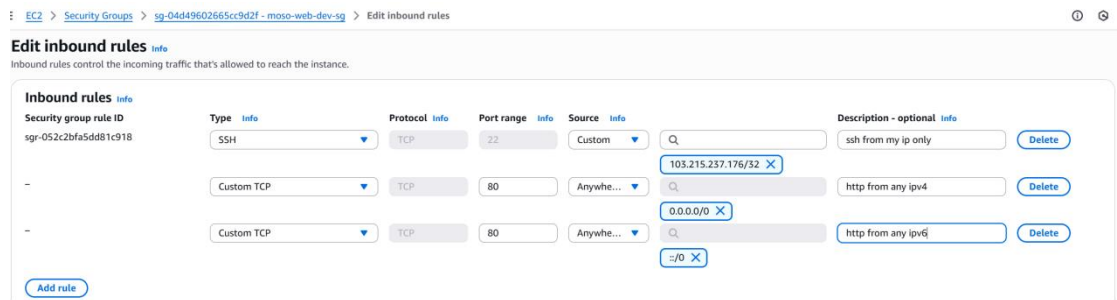 EC2 > Security Groups > sg-04d49602665cc9d2f - moso-web-dev-sg > Edit inbound rules
Edit inbound rules Info
Inbound rules control the incoming traffic that's allowed to reach the instance.
Inbound rules Info
Security group rule ID Type Info Protocol Info Port range Info Source Info Description - optional Info
sgr-052c2bfa5dd81c918 SSH TCP 22 Custom ssh from my ip only Delete
103.215.237.176/32
- Custom TCP TCP 80 Anywhe... http from any ipv4 Delete
0.0.0.0/0
- Custom TCP TCP 80 Anywhe... http from any ipv6 Delete
::/0
Add rule